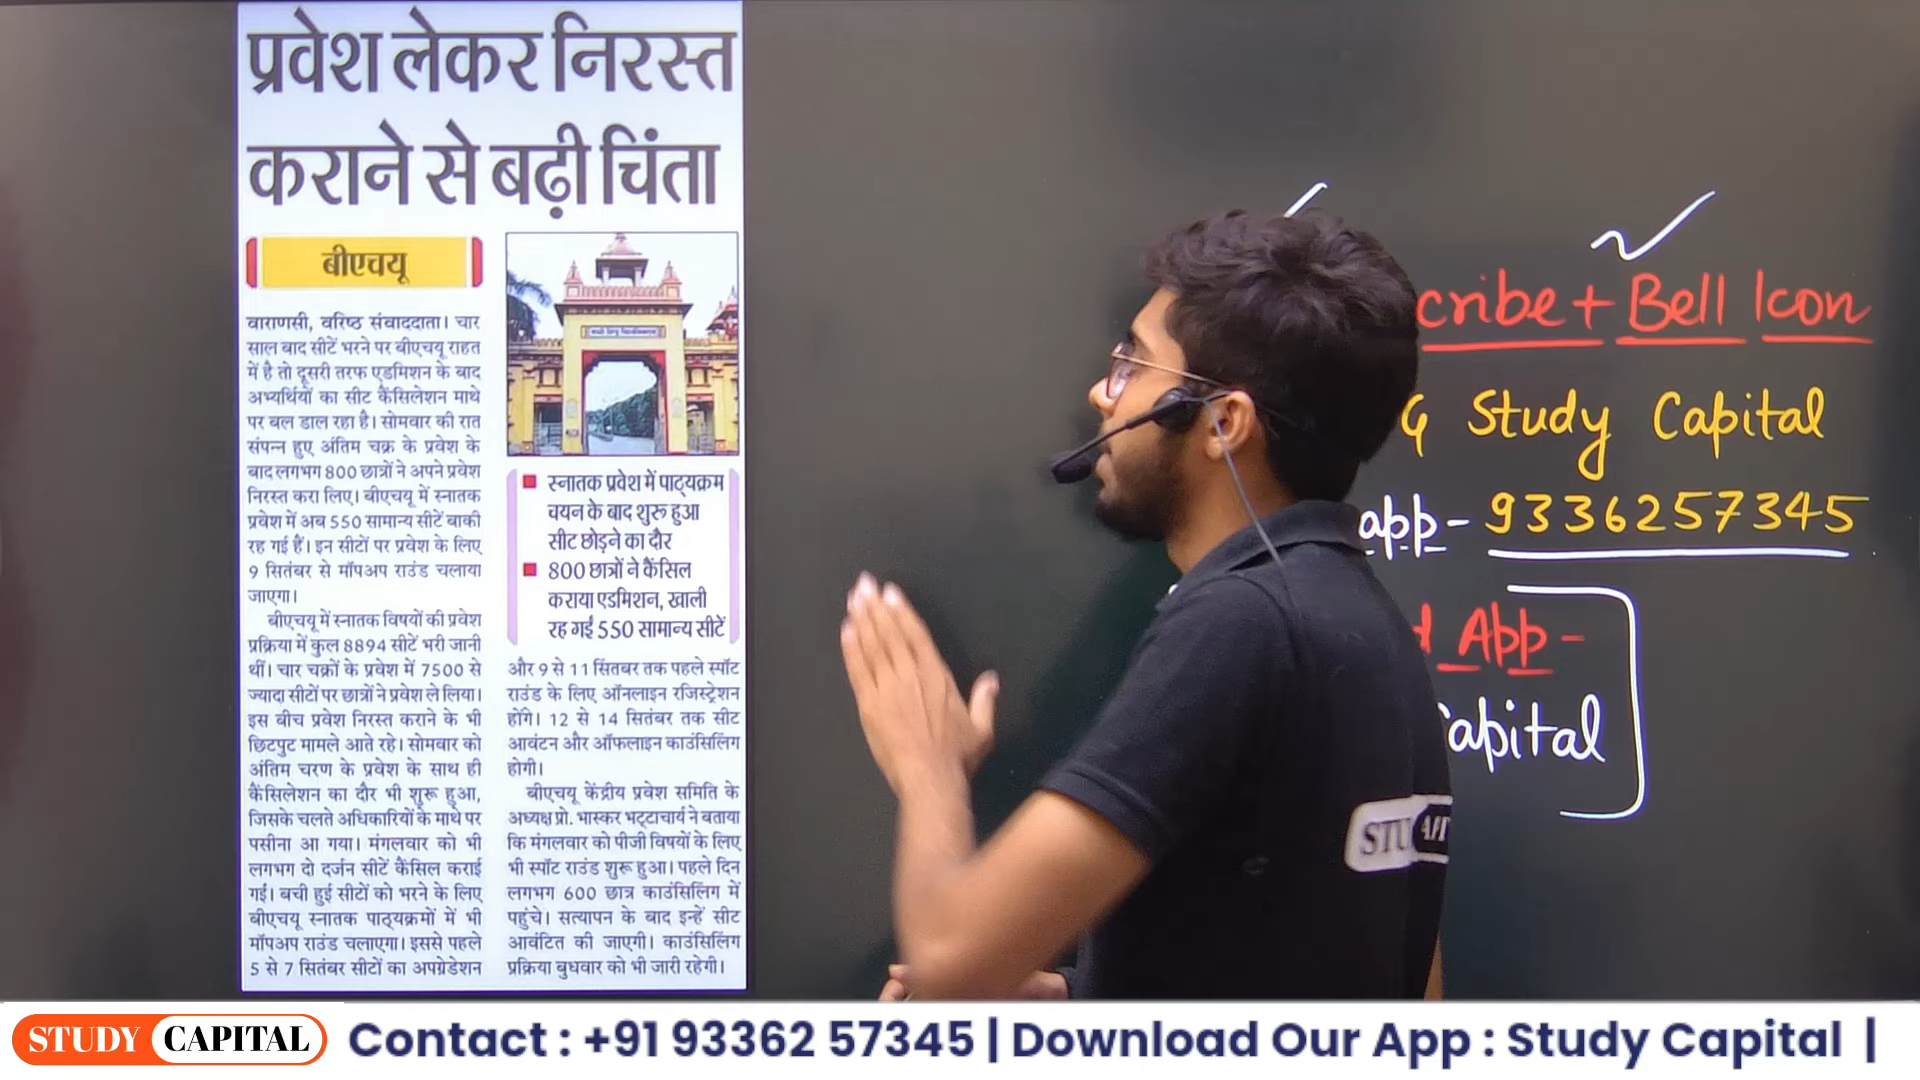 प्रवेश लेकर निरस्त
कराने से बढ़ी चिंता
बीएचयू
वाराणसी, वरिष्ठ संवाददाता। चार
साल बाद सीटें भरने पर बीएचयू राहत
में है तो दूसरी तरफ एडमिशन के बाद
अभ्यर्थियों का सीट कैंसिलेशन माथे
पर बल डाल रहा है। सोमवार की रात
संपन्न हुए अंतिम चक्र के प्रवेश के
बाद लगभग 800 छात्रों ने अपने प्रवेश
निरस्त करा लिए। बीएचयू में स्नातक
प्रवेश में अब 550 सामान्य सीटें बाकी
रह गई हैं। इन सीटों पर प्रवेश के लिए
9 सितंबर से मॉपअप राउंड चलाया
जाएगा।
बीएचयू में स्नातक विषयों की प्रवेश
प्रक्रिया में कुल 8894 सीटें भरी जानी
थीं। चार चक्रों के प्रवेश में 7500 से
ज्यादा सीटों पर छात्रों ने प्रवेश ले लिया।
इस बीच प्रवेश निरस्त कराने के भी
छिटपुट मामले आते रहे। सोमवार को
अंतिम चरण के प्रवेश के साथ ही
कैंसिलेशन का दौर भी शुरू हुआ,
जिसके चलते अधिकारियों के माथे पर
पसीना आ गया। मंगलवार को भी
लगभग दो दर्जन सीटें कैंसिल कराई
गईं। बची हुई सीटों को भरने के लिए
बीएचयू स्नातक पाठ्यक्रमों में भी
मॉपअप राउंड चलाएगा। इससे पहले
5 से 7 सितंबर सीटों का अपग्रेडेशन
स्नातक प्रवेश में पाठ्यक्रम
चयन के बाद शुरू हुआ
सीट छोड़ने का दौर
800 छात्रों ने कैंसिल
कराया एडमिशन, खाली
रह गईं 550 सामान्य सीटें
और 9 से 11 सितंबर तक पहले स्पॉट
राउंड के लिए ऑनलाइन रजिस्ट्रेशन
होंगे। 12 से 14 सितंबर तक सीट
आवंटन और ऑफलाइन काउंसिलिंग
होगी।
बीएचयू केंद्रीय प्रवेश समिति के
अध्यक्ष प्रो. भास्कर भट्टाचार्य ने बताया
कि मंगलवार को पीजी विषयों के लिए
भी स्पॉट राउंड शुरू हुआ। पहले दिन
लगभग 600 छात्र काउंसिलिंग में
पहुंचे। सत्यापन के बाद इन्हें सीट
आवंटित की जाएगी। काउंसिलिंग
प्रक्रिया बुधवार को भी जारी रहेगी।
cribe + Bell Icon
Study Capital
app - 9336257345
App -
apital
STU
STUDY CAPITAL Contact : +91 93362 57345 | Download Our App : Study Capital |